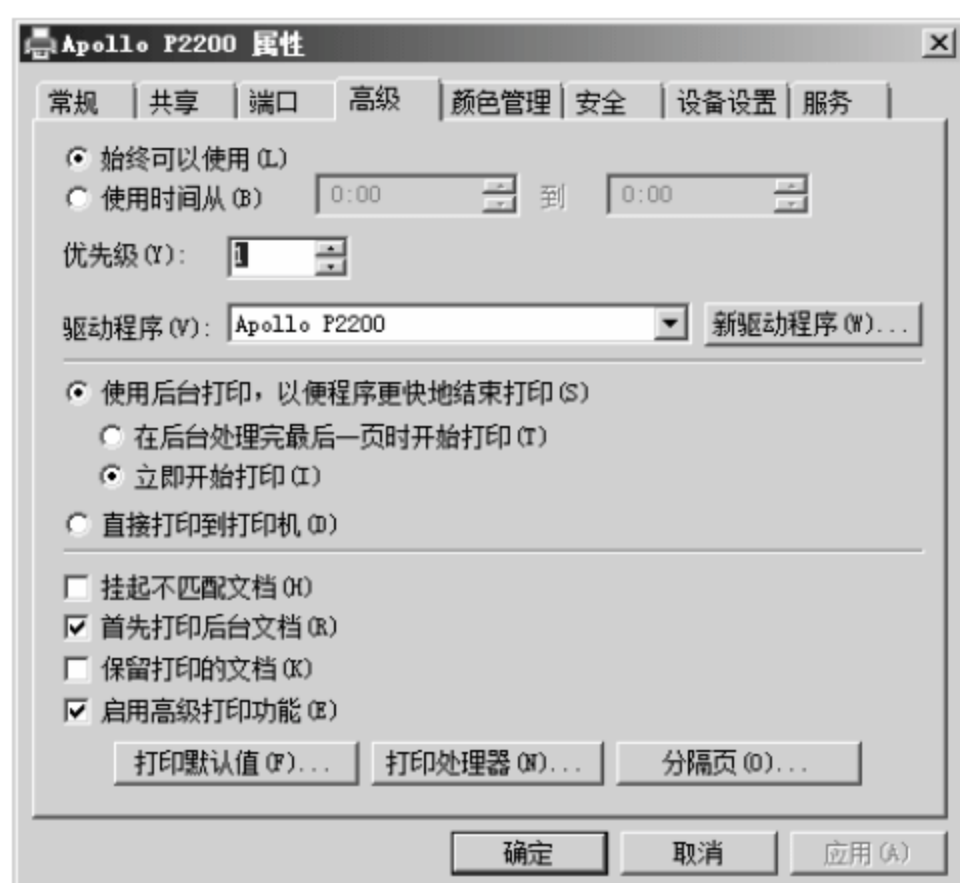 Apollo P2200 属性
常规 共享 端口 高级 颜色管理 安全 设备设置 服务
始终可以使用(L)
使用时间从(B) 0:00 到 0:00
优先级(Y): 1
驱动程序(V): Apollo P2200 新驱动程序(W)...
使用后台打印，以便程序更快地结束打印(S)
在后台处理完最后一页时开始打印(T)
立即开始打印(I)
直接打印到打印机(D)
挂起不匹配文档(H)
首先打印后台文档(R)
保留打印的文档(K)
启用高级打印功能(E)
打印默认值(F)... 打印处理器(N)... 分隔页(O)...
确定 取消 应用(A)